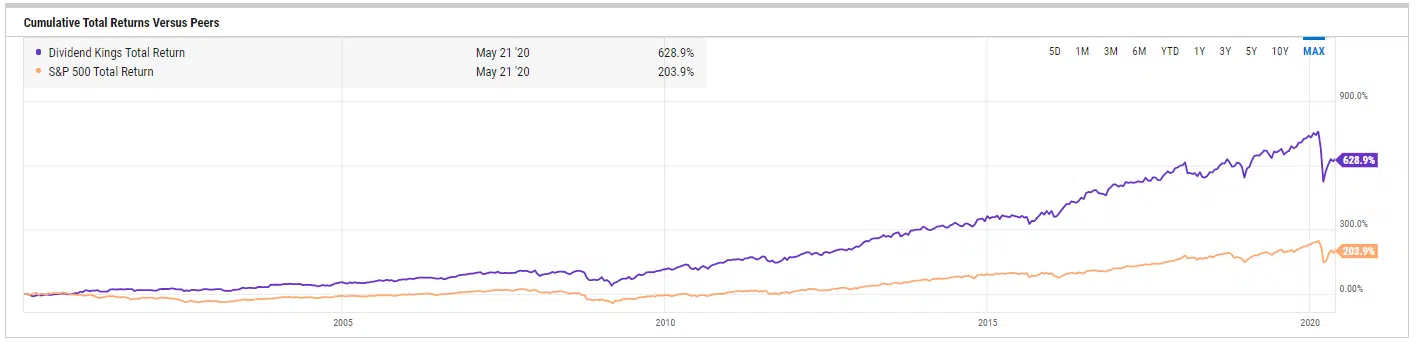 Cumulative Total Returns Versus Peers
Dividend Kings Total Return May 21 '20 628.9%
S&P 500 Total Return May 21 '20 203.9%
5D 1M 3M 6M YTD 1Y 3Y 5Y 10Y MAX
900.0%
628.9%
300.0%
203.9%
0.00%
2005 2010 2015 2020